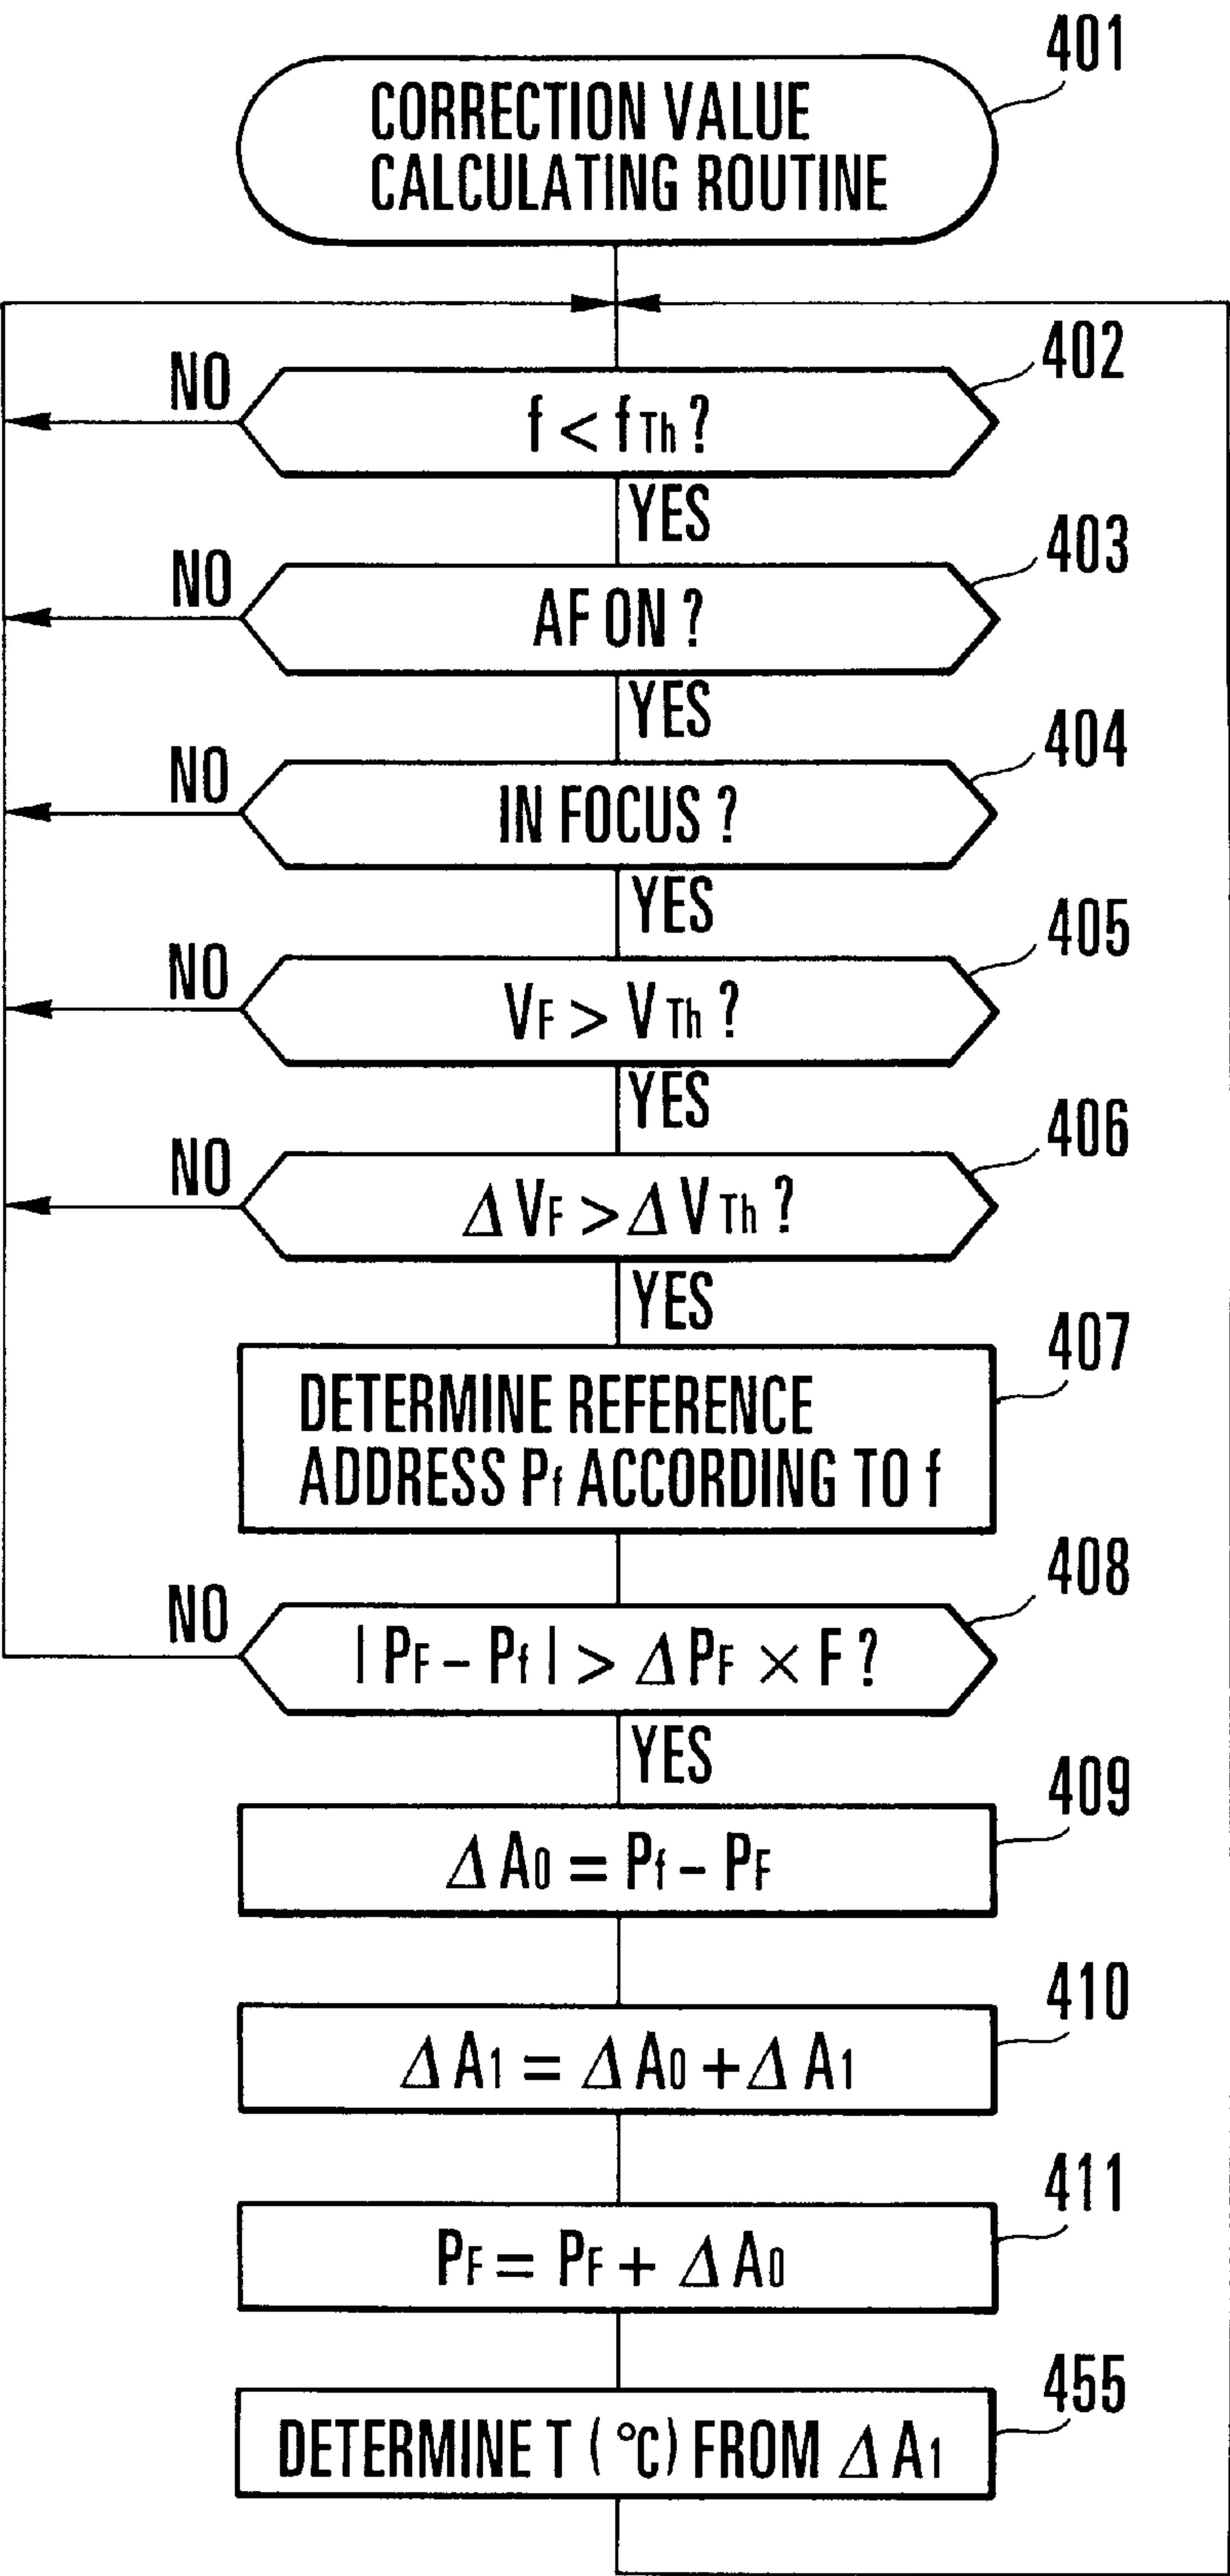 401
CORRECTION VALUE
CALCULATING ROUTINE
402
NO
f < fTh ?
YES
403
NO
AF ON ?
YES
404
NO
IN FOCUS ?
YES
405
NO
VF > VTh ?
YES
406
NO
ΔVF > ΔVTh ?
YES
407
DETERMINE REFERENCE
ADDRESS Pf ACCORDING TO f
408
NO
| PF – Pf | > ΔPF × F ?
YES
409
ΔA0 = Pf – PF
410
ΔA1 = ΔA0 + ΔA1
411
PF = PF + ΔA0
455
DETERMINE T (°C) FROM ΔA1